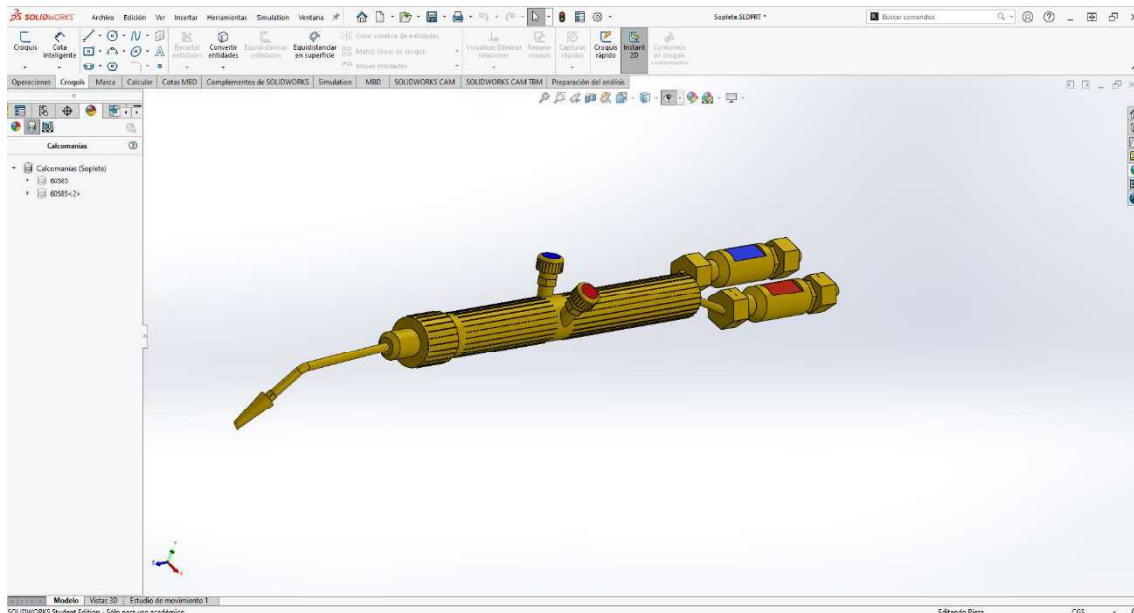 SOLIDWORKS Archivo Edición Ver Insertar Herramientas Simulation Ventana Soplete.SLDPRT * Buscar comandos
Croquis Cota inteligente Recortar entidades Convertir entidades Equidistanciar entidades Equidistanciar en superficie Crear simetría de entidades Matriz lineal de croquis Mover entidades Visualizar/Eliminar relaciones Reparar croquis Capturas rápidas Croquis rápido Instant 2D
Operaciones Croquis Marca Calcular Cotas MBD Complementos de SOLIDWORKS Simulation MBD SOLIDWORKS CAM SOLIDWORKS CAM TBM Preparación del análisis
Calcomanías
Calcomanías (Soplete)
60585
60585<2>
Modelo Vistas 3D Estudio de movimiento 1
SOLIDWORKS Student Edition - Sólo para uso académico. Editando Pieza CGS